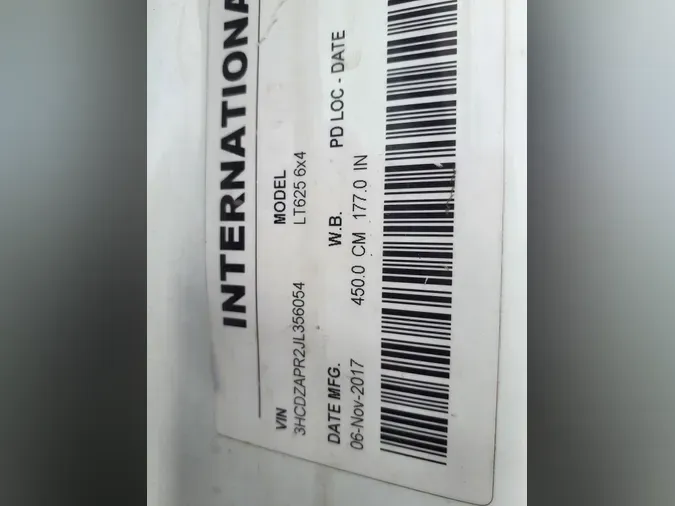 INTERNATIONA
VIN MODEL
3HCDZAPR2JL356054 LT625 6x4
DATE MFG. W.B. PD LOC - DATE
06-Nov-2017 450.0 CM 177.0 IN